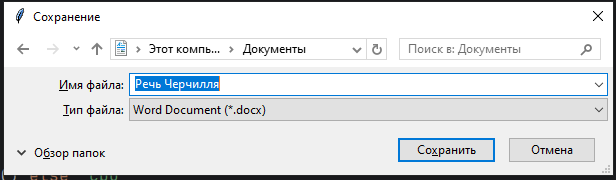 Сохранение
Этот компь... Документы Поиск в: Документы
Имя файла: Речь Черчилля
Тип файла: Word Document (*.docx)
Обзор папок Сохранить Отмена
else